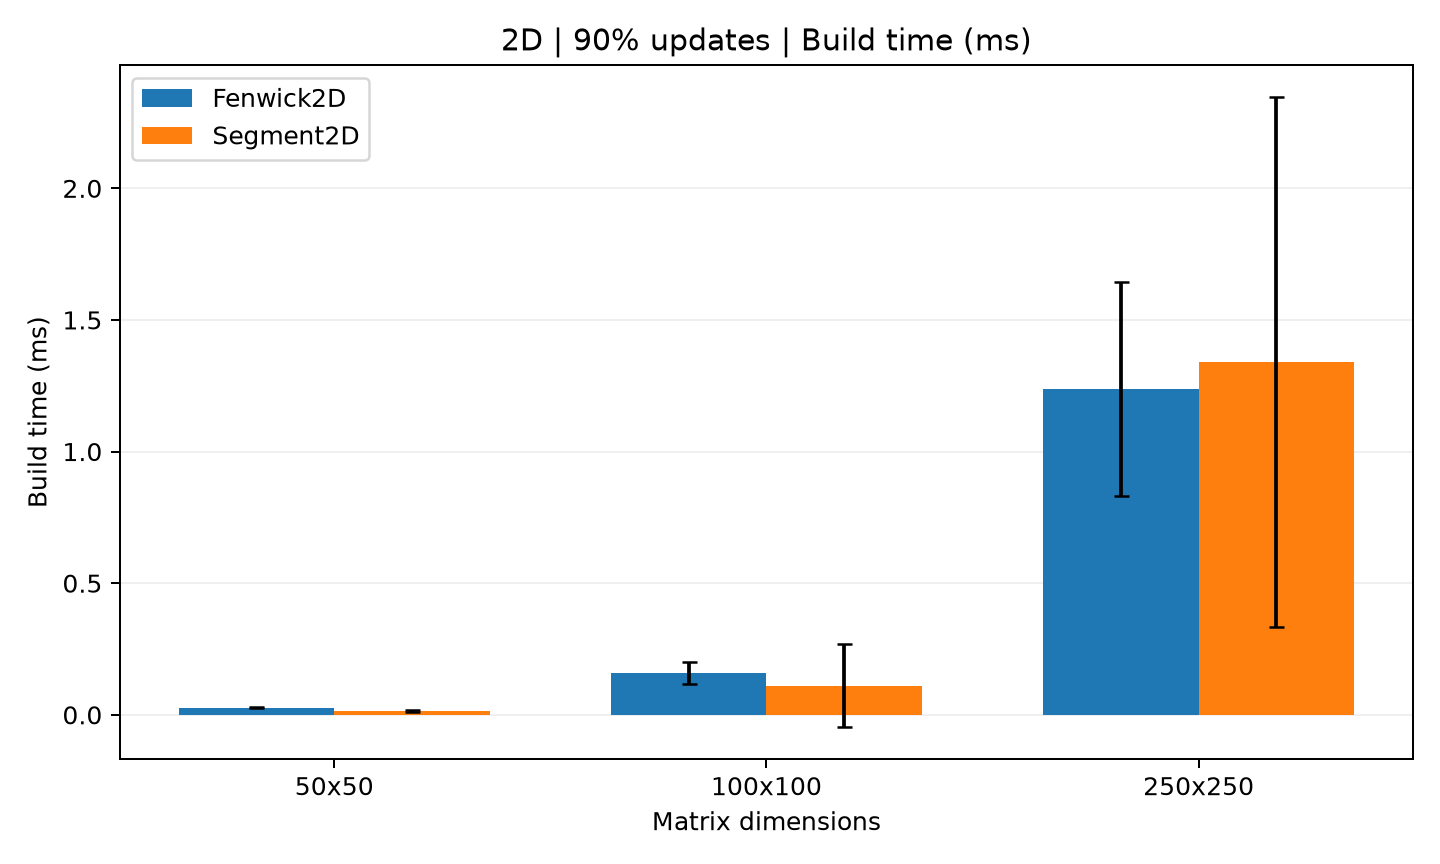 2D | 90% updates | Build time (ms)
Fenwick2D
Segment2D
Build time (ms)
2.0
1.5
1.0
0.5
0.0
50x50
100x100
250x250
Matrix dimensions